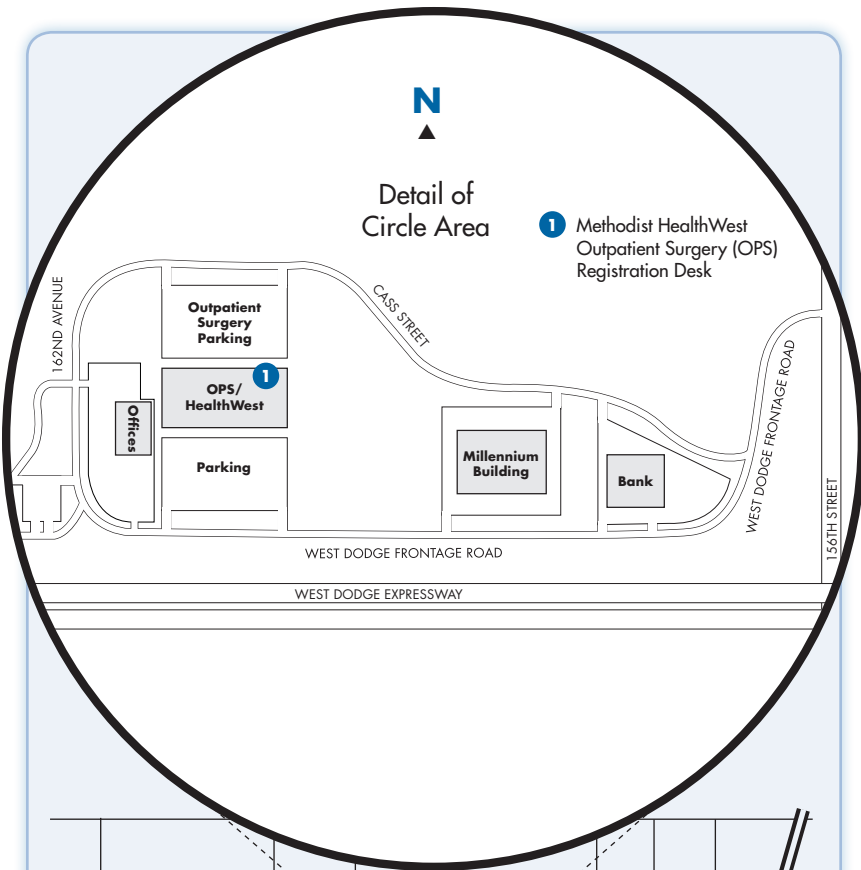 N
Detail of
Circle Area
1 Methodist HealthWest
Outpatient Surgery (OPS)
Registration Desk
162ND AVENUE
CASS STREET
Outpatient
Surgery
Parking
1
OPS/
HealthWest
Offices
Parking
Millennium
Building
Bank
WEST DODGE FRONTAGE ROAD
156TH STREET
WEST DODGE FRONTAGE ROAD
WEST DODGE EXPRESSWAY